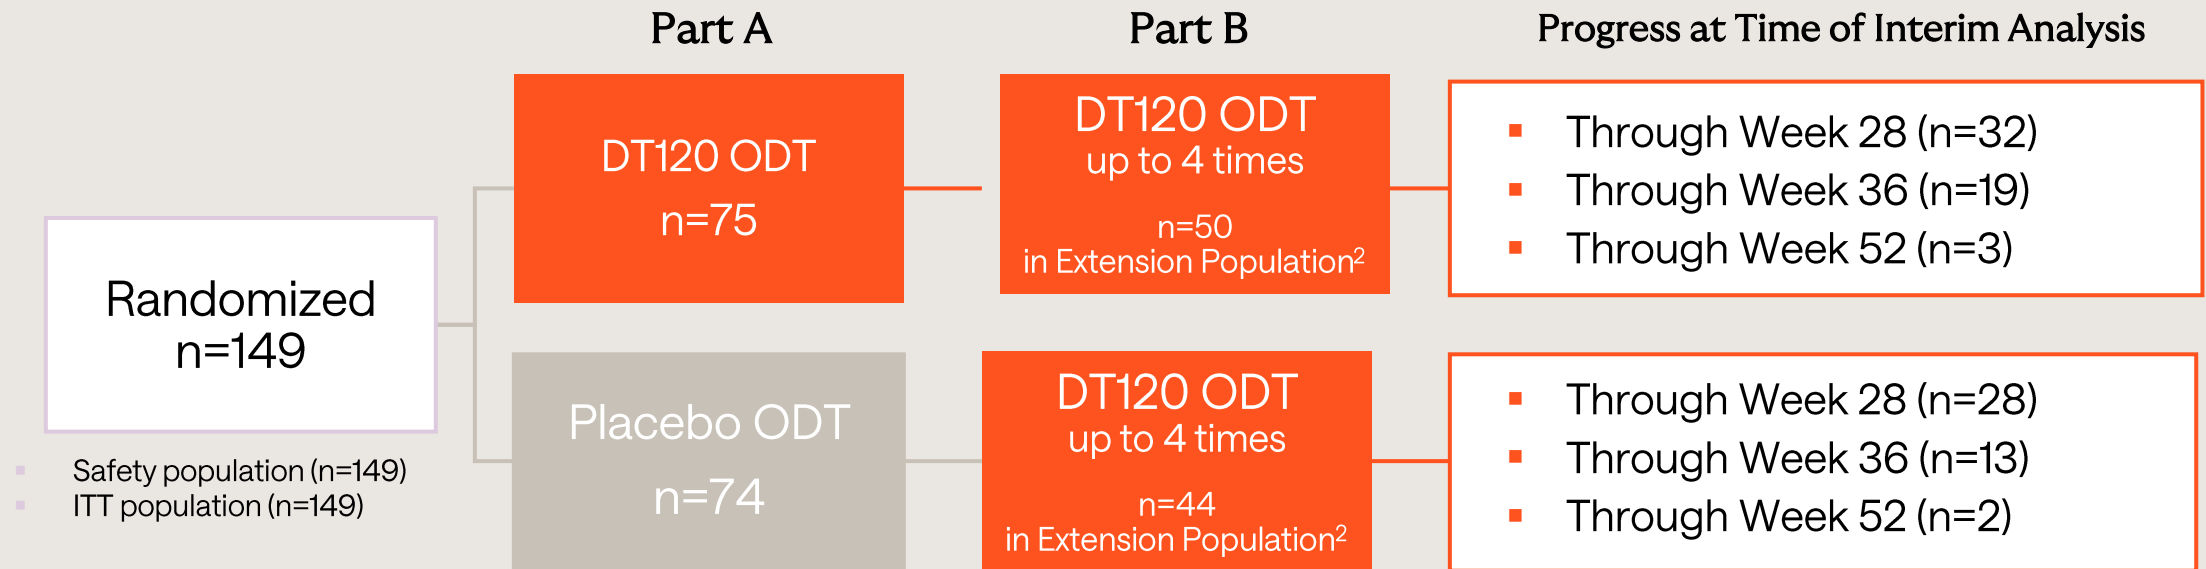 Part A
Part B
Progress at Time of Interim Analysis
Randomized
n=149
▪ Safety population (n=149)
▪ ITT population (n=149)
DT120 ODT
n=75
DT120 ODT
up to 4 times
n=50
in Extension Population²
▪ Through Week 28 (n=32)
▪ Through Week 36 (n=19)
▪ Through Week 52 (n=3)
Placebo ODT
n=74
DT120 ODT
up to 4 times
n=44
in Extension Population²
▪ Through Week 28 (n=28)
▪ Through Week 36 (n=13)
▪ Through Week 52 (n=2)